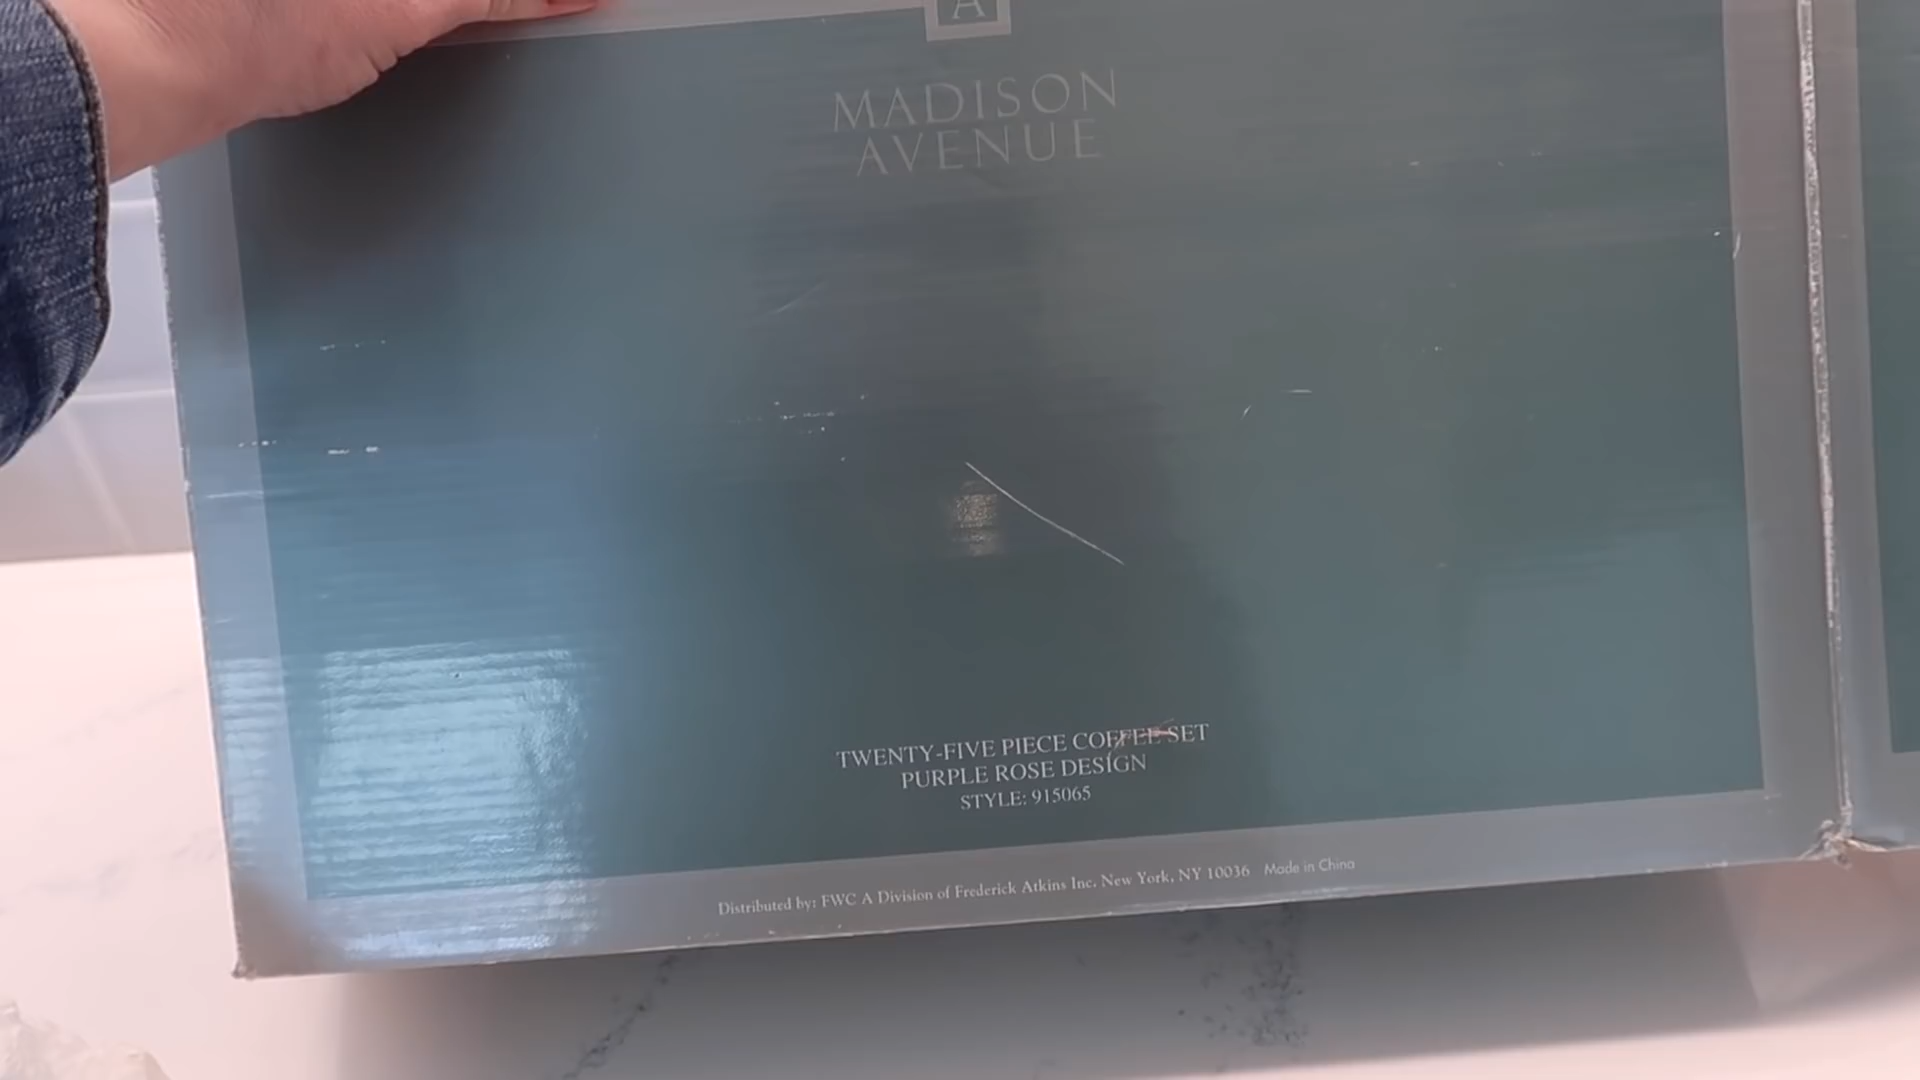 A
MADISON
AVENUE
TWENTY-FIVE PIECE COFFEE SET
PURPLE ROSE DESIGN
STYLE: 915065
Distributed by: FWC A Division of Frederick Atkins Inc. New York, NY 10036 Made in China